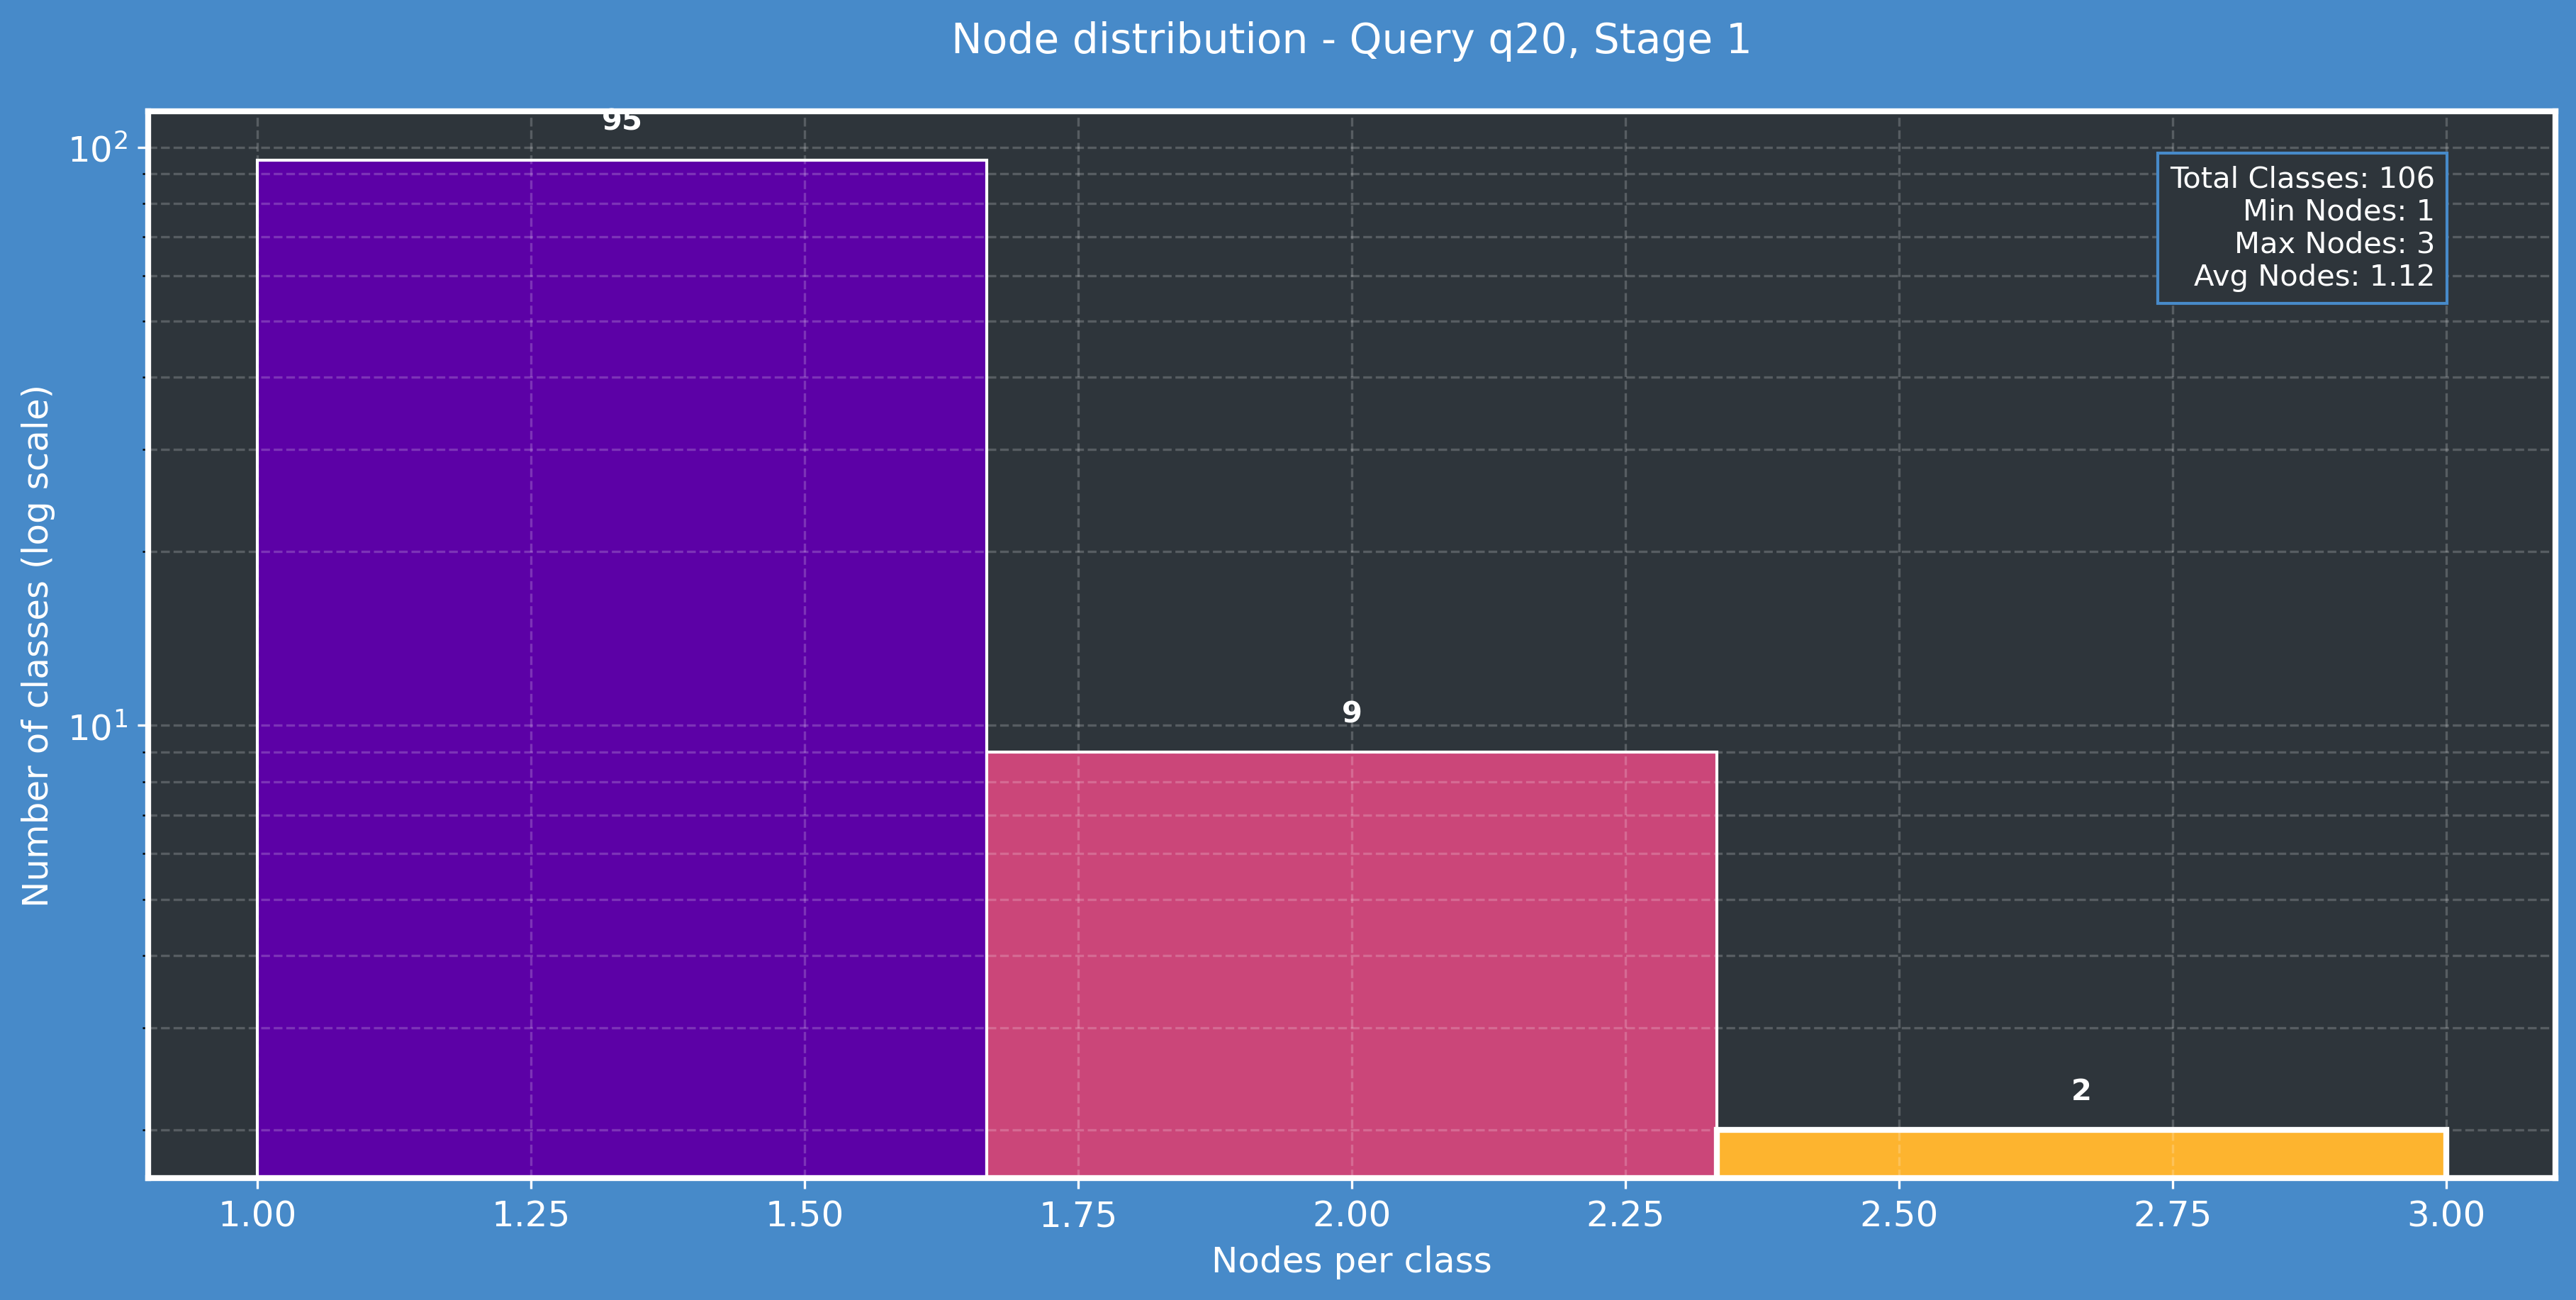 Node distribution - Query q20, Stage 1
95
10²
Total Classes: 106
Min Nodes: 1
Max Nodes: 3
Avg Nodes: 1.12
Number of classes (log scale)
10¹
9
2
1.00 1.25 1.50 1.75 2.00 2.25 2.50 2.75 3.00
Nodes per class